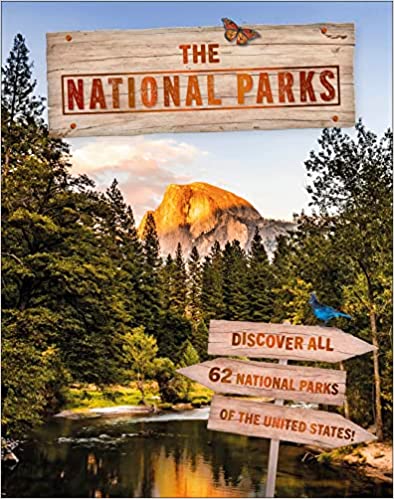 THE
NATIONAL PARKS
DISCOVER ALL
62 NATIONAL PARKS
OF THE UNITED STATES!